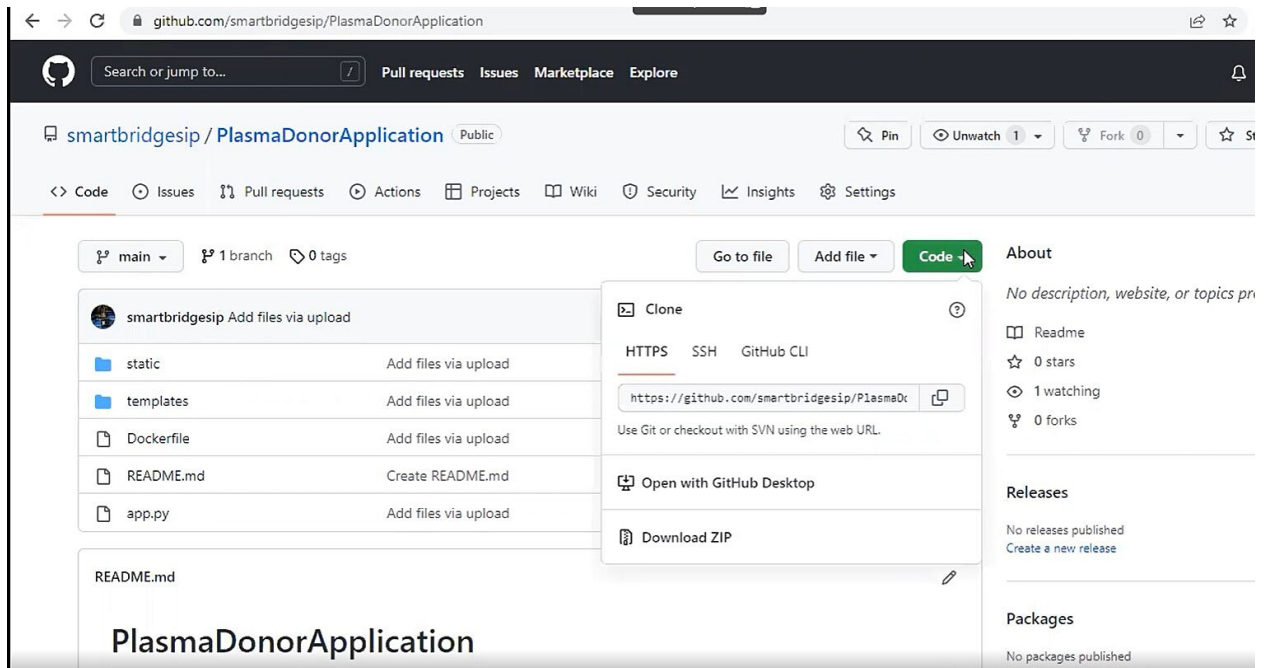 github.com/smartbridgesip/PlasmaDonorApplication
Search or jump to... / Pull requests Issues Marketplace Explore
smartbridgesip / PlasmaDonorApplication Public
Pin Unwatch 1 Fork 0
Code Issues Pull requests Actions Projects Wiki Security Insights Settings
main 1 branch 0 tags Go to file Add file Code
smartbridgesip Add files via upload
static Add files via upload
templates Add files via upload
Dockerfile Add files via upload
README.md Create README.md
app.py Add files via upload
Clone
HTTPS SSH GitHub CLI
https://github.com/smartbridgesip/PlasmaDo
Use Git or checkout with SVN using the web URL.
Open with GitHub Desktop
Download ZIP
README.md
PlasmaDonorApplication
About
No description, website, or topics pro
Readme
0 stars
1 watching
0 forks
Releases
No releases published
Create a new release
Packages
No packages published